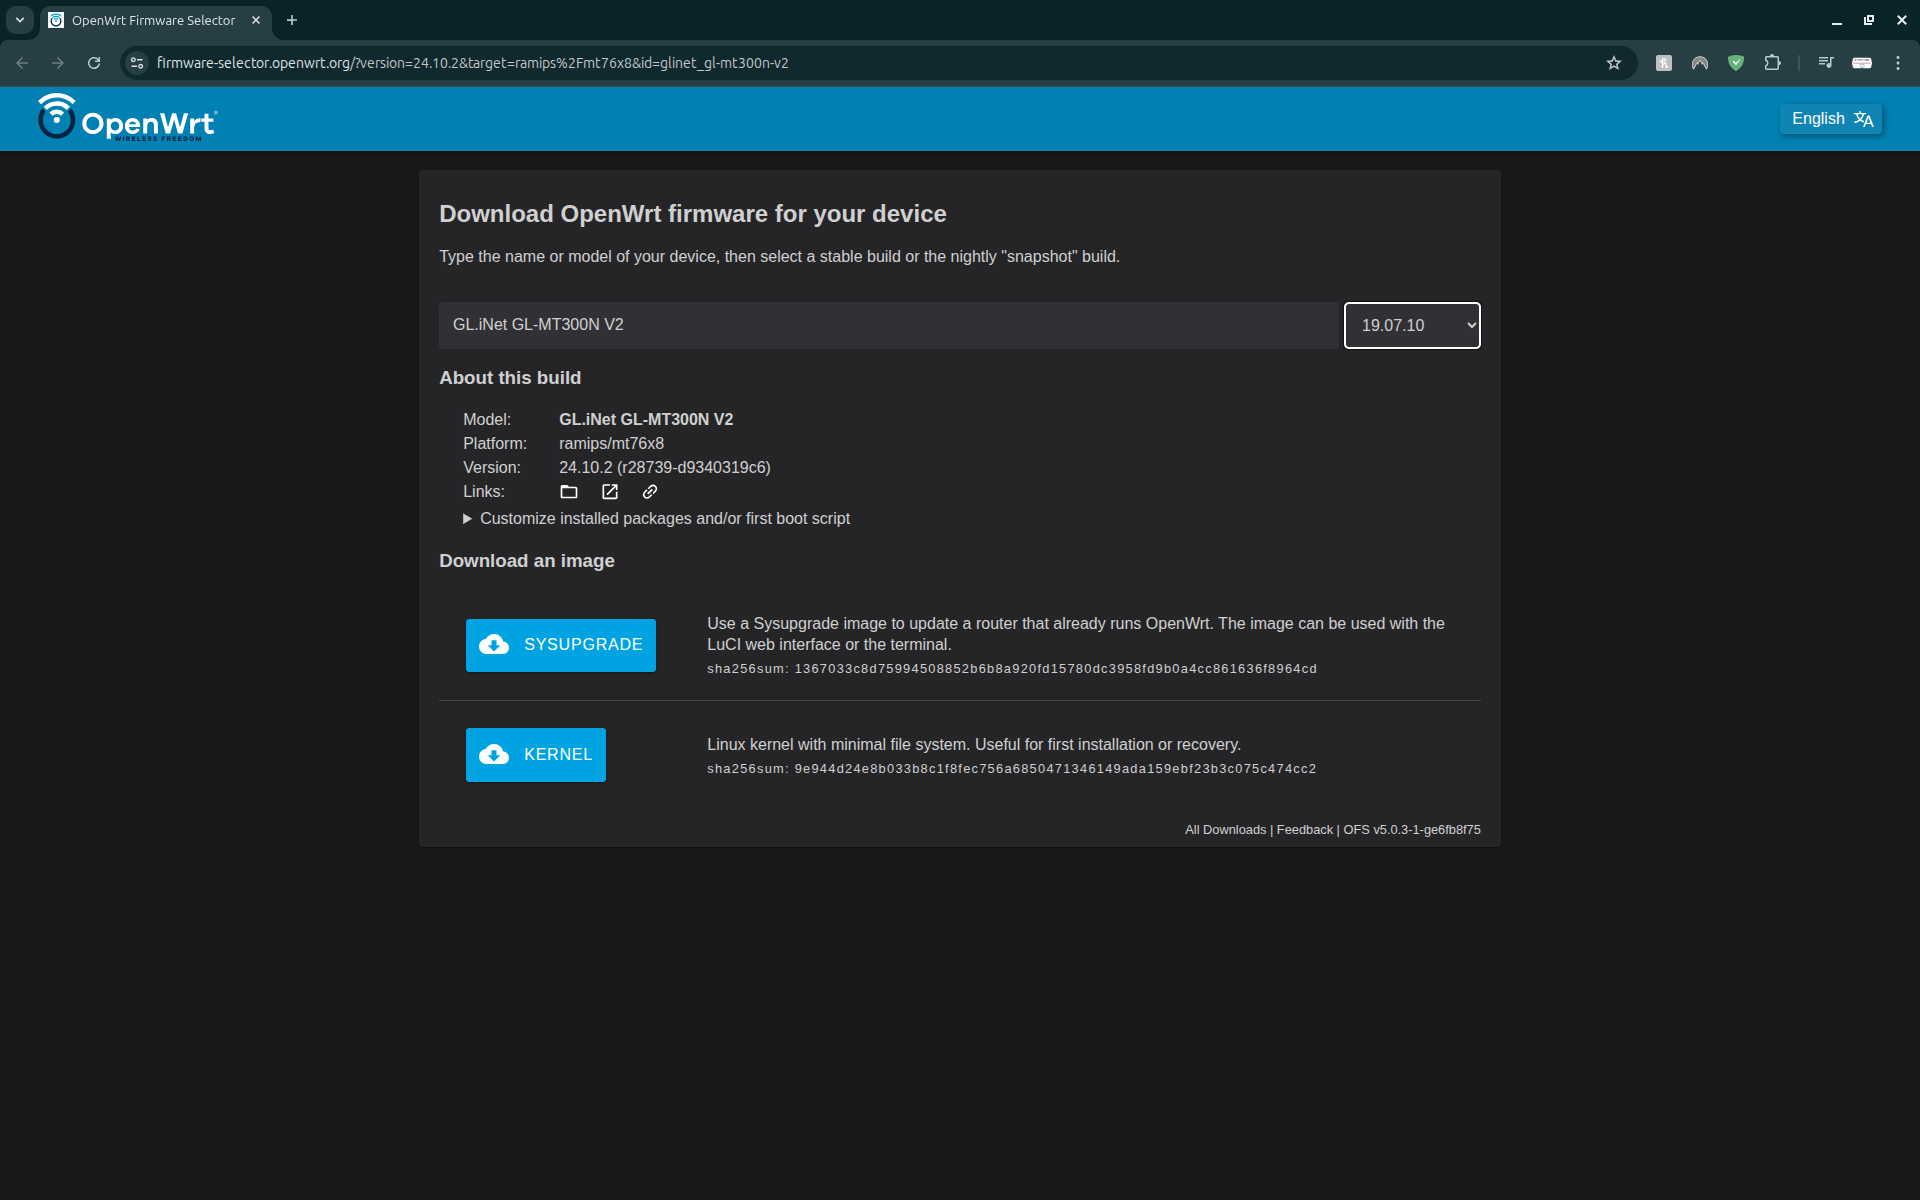 OpenWrt Firmware Selector
firmware-selector.openwrt.org/?version=24.10.2&target=ramips%2Fmt76x8&id=glinet_gl-mt300n-v2
OpenWrt®
WIRELESS FREEDOM
English 文A
Download OpenWrt firmware for your device
Type the name or model of your device, then select a stable build or the nightly "snapshot" build.
GL.iNet GL-MT300N V2 19.07.10
About this build
Model: GL.iNet GL-MT300N V2
Platform: ramips/mt76x8
Version: 24.10.2 (r28739-d9340319c6)
Links:
Customize installed packages and/or first boot script
Download an image
SYSUPGRADE
Use a Sysupgrade image to update a router that already runs OpenWrt. The image can be used with the
LuCI web interface or the terminal.
sha256sum: 1367033c8d75994508852b6b8a920fd15780dc3958fd9b0a4cc861636f8964cd
KERNEL
Linux kernel with minimal file system. Useful for first installation or recovery.
sha256sum: 9e944d24e8b033b8c1f8fec756a6850471346149ada159ebf23b3c075c474cc2
All Downloads | Feedback | OFS v5.0.3-1-ge6fb8f75